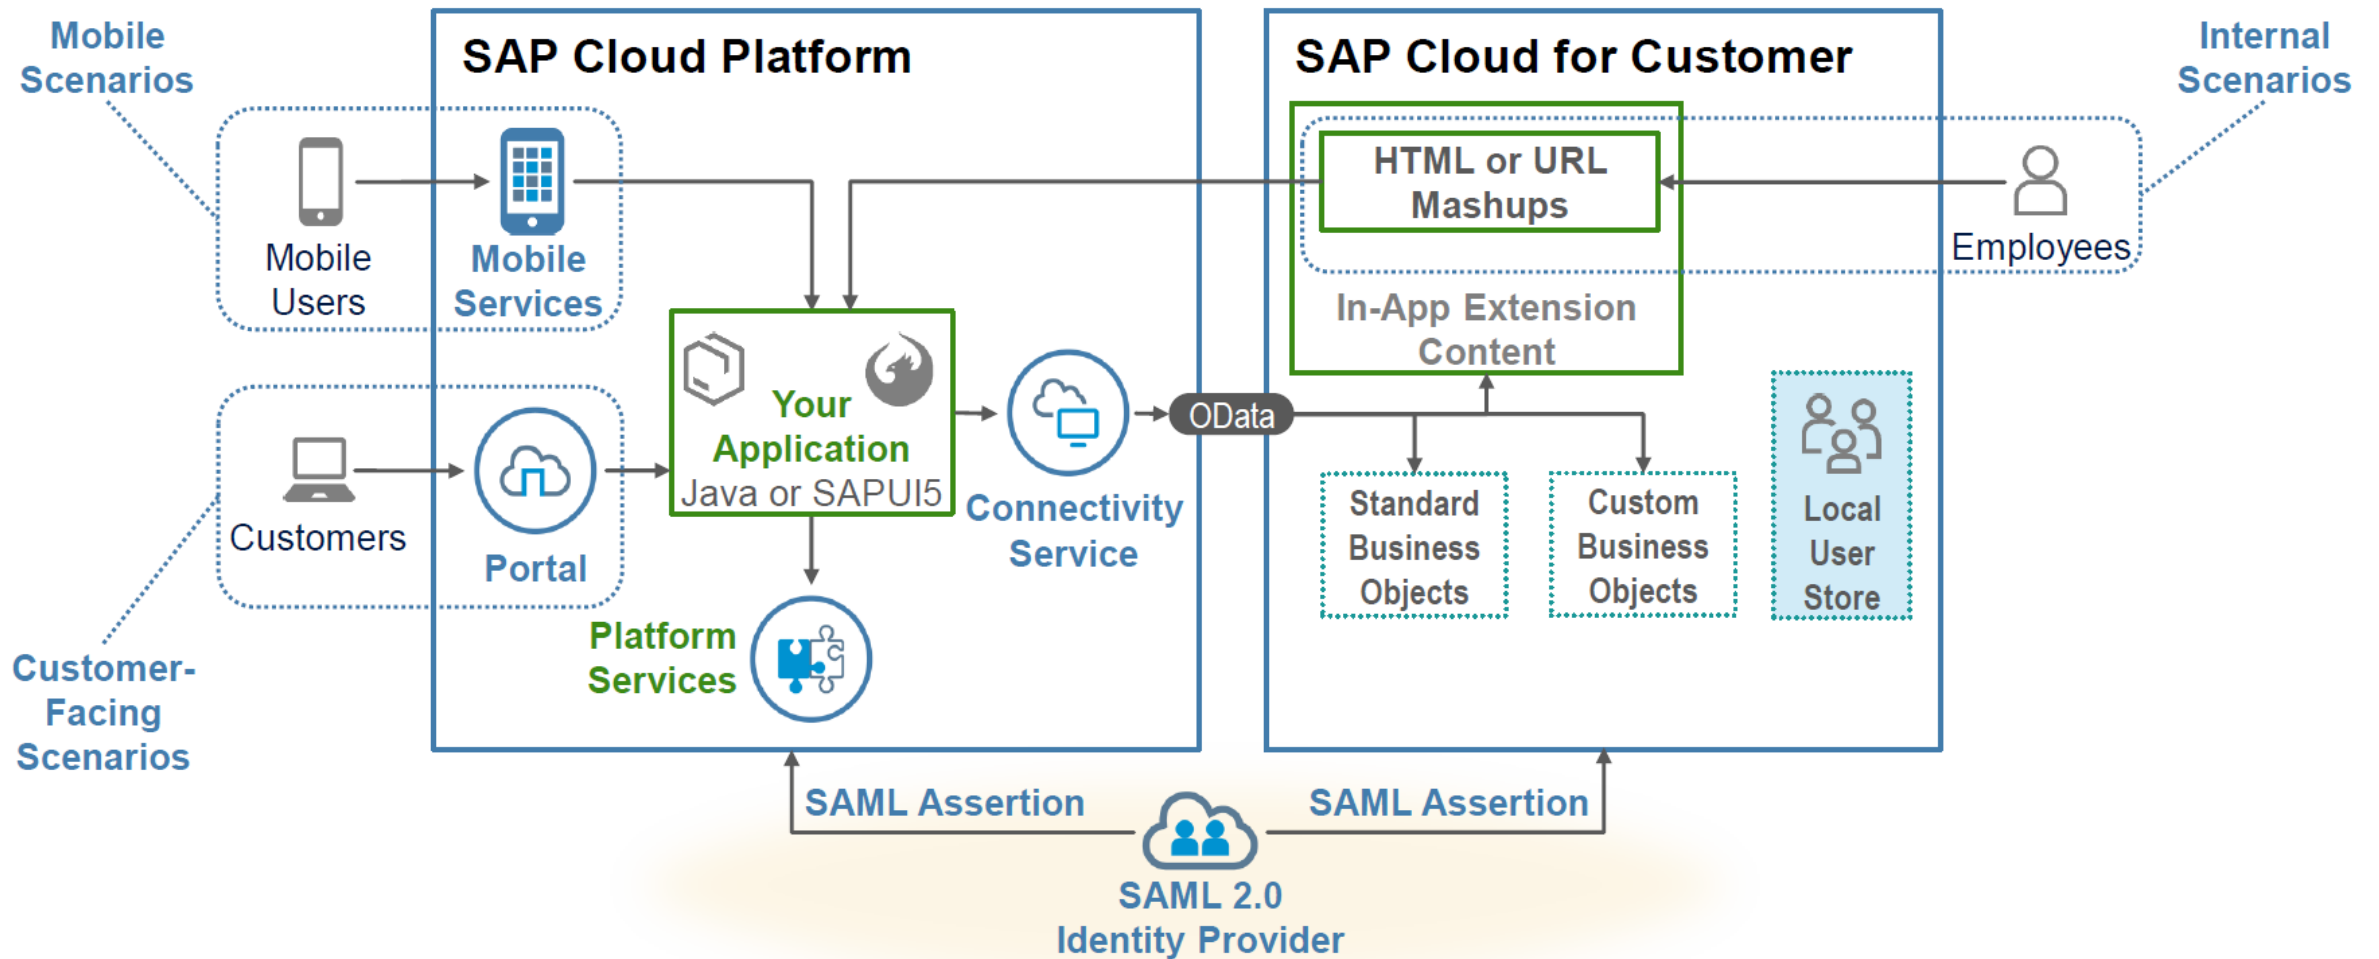 Mobile
Scenarios
SAP Cloud Platform
SAP Cloud for Customer
Internal
Scenarios
Mobile
Users
Mobile
Services
HTML or URL
Mashups
Employees
In-App Extension
Content
Your
Application
Java or SAPUI5
Customers
Portal
Connectivity
Service
OData
Standard
Business
Objects
Custom
Business
Objects
Local
User
Store
Platform
Services
Customer-
Facing
Scenarios
SAML Assertion
SAML Assertion
SAML 2.0
Identity Provider